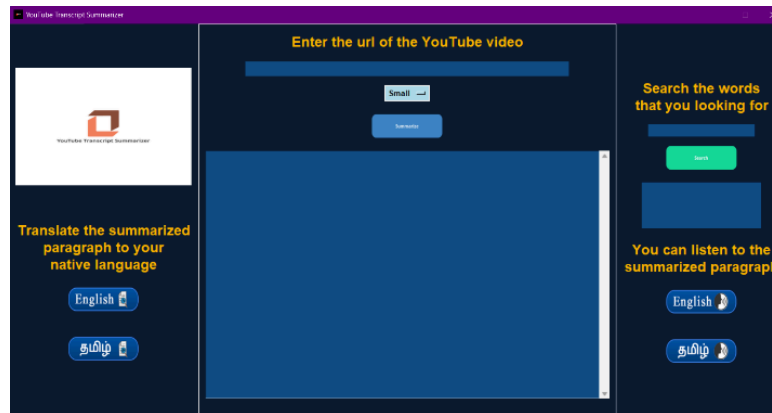 YouTube Transcript Summarizer
YouTube Transcript Summarizer
Translate the summarized
paragraph to your
native language
English
தமிழ்
Enter the url of the YouTube video
Small
Summarize
Search the words
that you looking for
Search
You can listen to the
summarized paragraph
English
தமிழ்